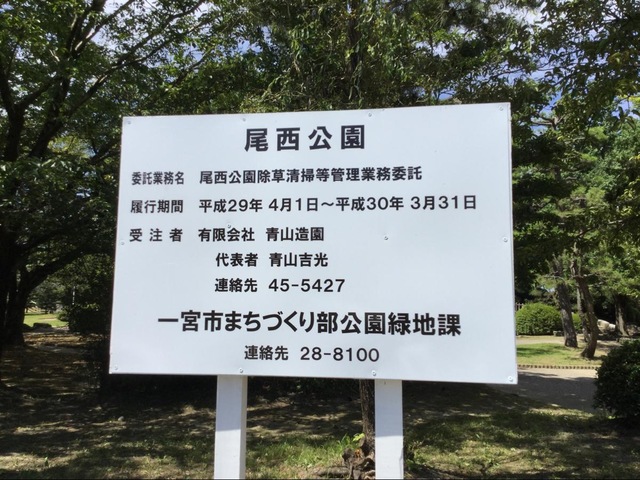 尾西公園
委託業務名 尾西公園除草清掃等管理業務委託
履行期間 平成29年 4月1日～平成30年 3月31日
受注者 有限会社 青山造園
代表者 青山吉光
連絡先 45-5427
一宮市まちづくり部公園緑地課
連絡先 28-8100